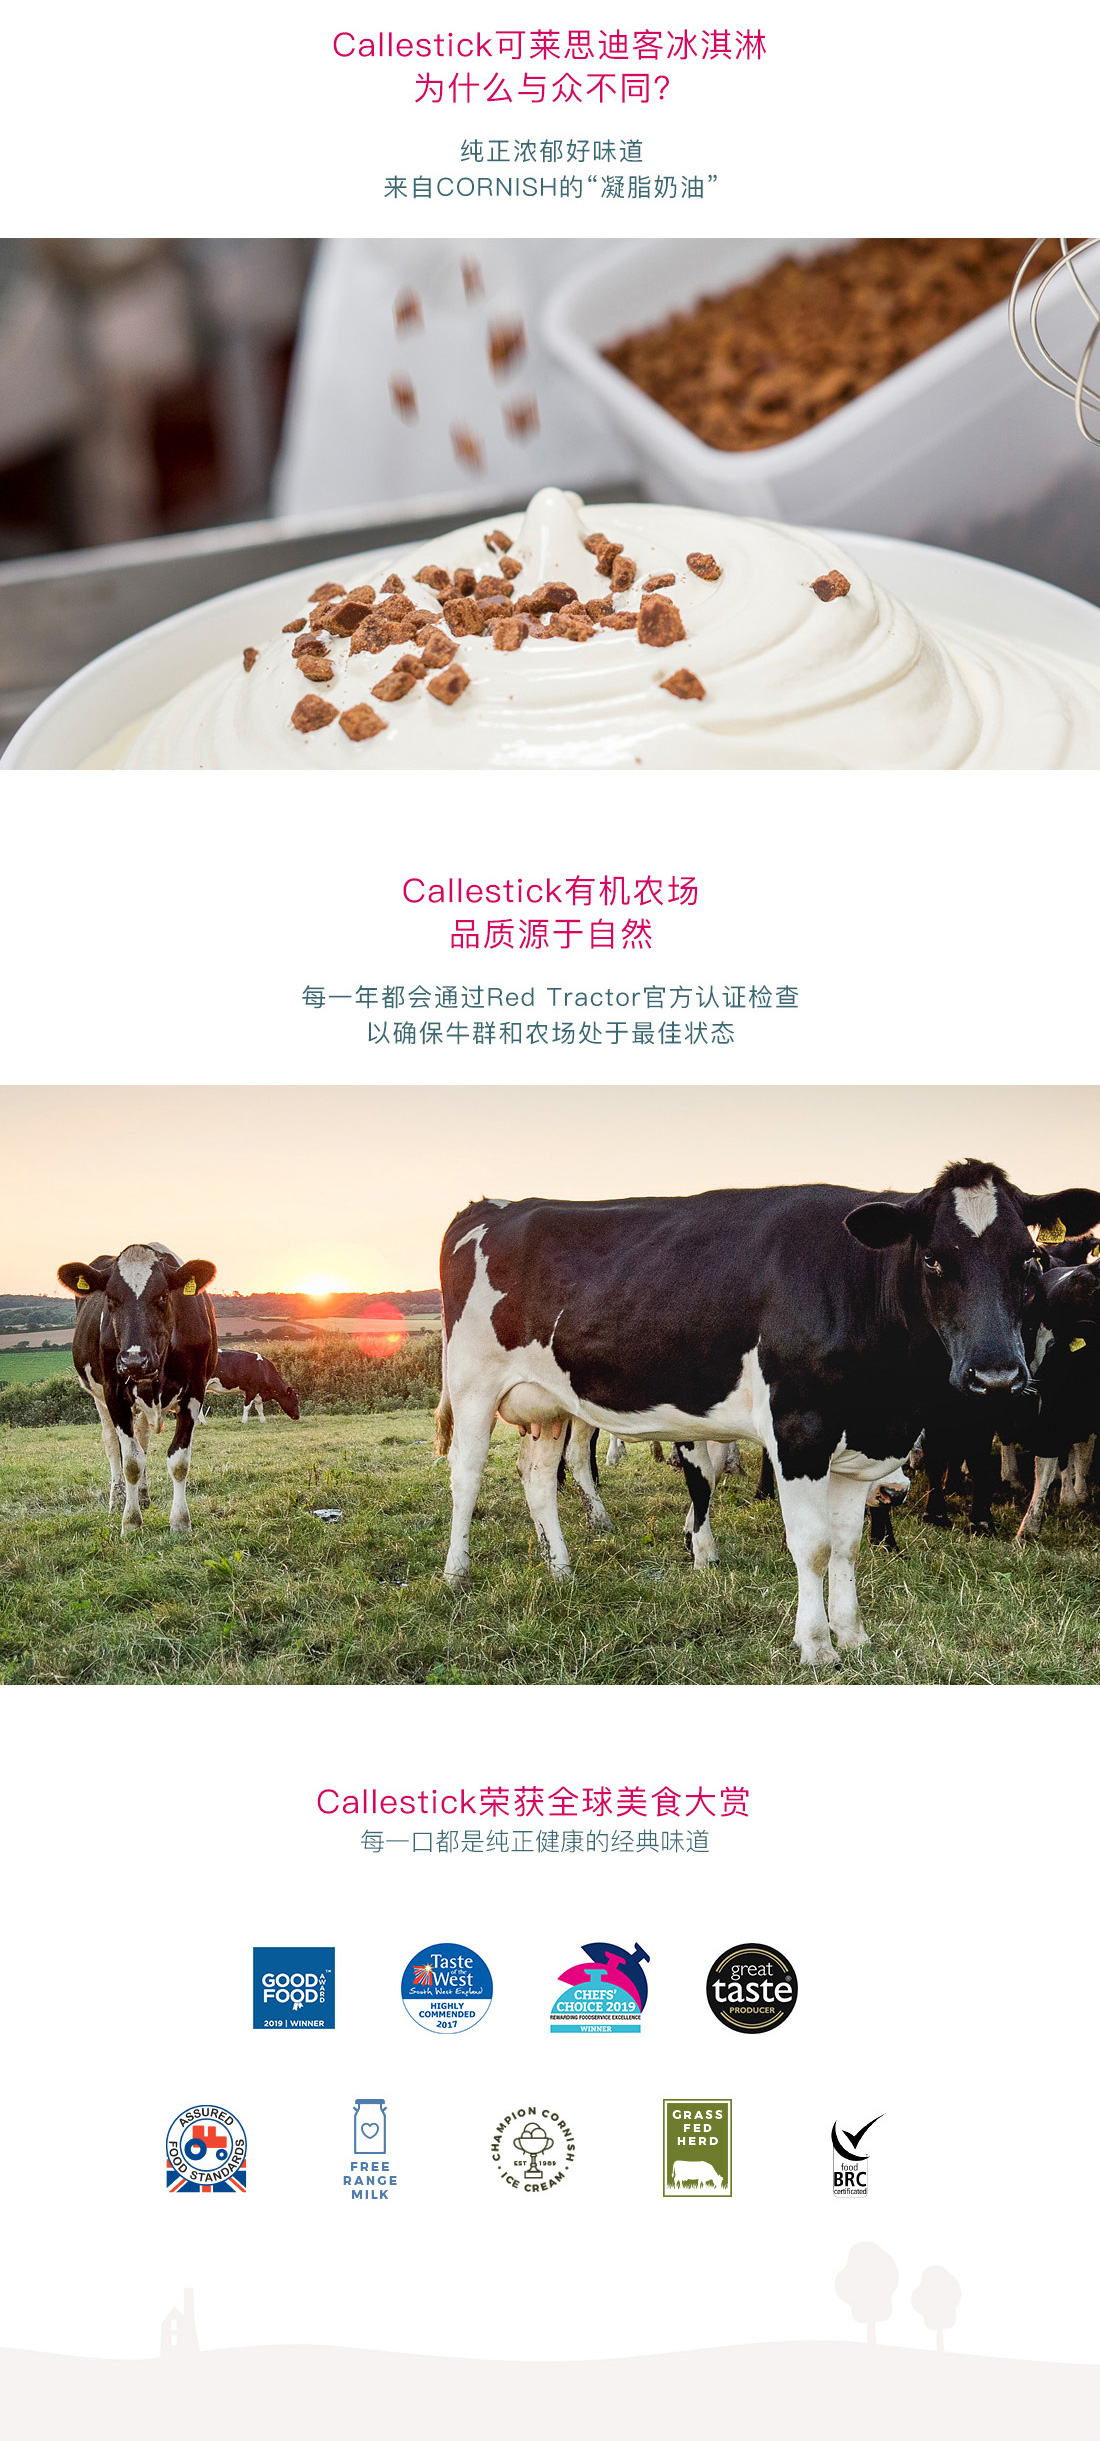 Callestick可莱思迪客冰淇淋
为什么与众不同?
纯正浓郁好味道
来自CORNISH的“凝脂奶油”
Callestick有机农场
品质源于自然
每一年都会通过Red Tractor官方认证检查
以确保牛群和农场处于最佳状态
Callestick荣获全球美食大赏
每一口都是纯正健康的经典味道
GOOD
FOOD
AWARD
™
2019 | WINNER
Taste
of the
West
South West England
HIGHLY
COMMENDED
2017
CHEFS'
CHOICE 2019
REWARDING FOODSERVICE EXCELLENCE
WINNER
great
taste®
PRODUCER
ASSURED
FOOD STANDARDS
FREE
RANGE
MILK
CHAMPION CORNISH
EST 1989
ICE CREAM
GRASS
FED
HERD
food
BRC
certificated